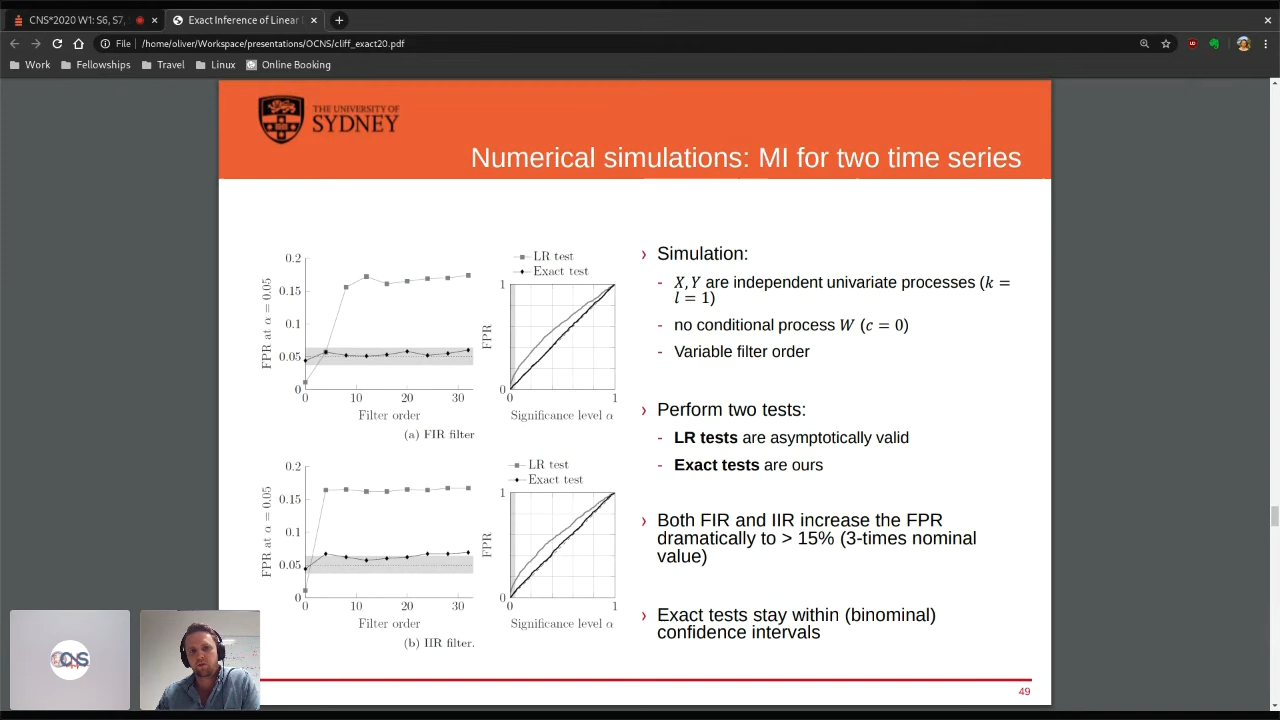 CNS*2020 W1: S6, S7,
Exact Inference of Linear
File
/home/oliver/Workspace/presentations/OCNS/cliff_exact20.pdf
Work
Fellowships
Travel
Linux
Online Booking
THE UNIVERSITY OF
SYDNEY
Numerical simulations: MI for two time series
0.2
0.15
0.1
0.05
0
FPR at α = 0.05
0 10 20 30
Filter order
LR test
Exact test
1
FPR
0
0 1
Significance level α
(a) FIR filter
0.2
0.15
0.1
0.05
0
FPR at α = 0.05
0 10 20 30
Filter order
LR test
Exact test
1
FPR
0
0 1
Significance level α
(b) IIR filter.
› Simulation:
- X, Y are independent univariate processes (k =
l = 1)
- no conditional process W (c = 0)
- Variable filter order
› Perform two tests:
- LR tests are asymptotically valid
- Exact tests are ours
› Both FIR and IIR increase the FPR
dramatically to > 15% (3-times nominal
value)
› Exact tests stay within (binominal)
confidence intervals
OCNS
49